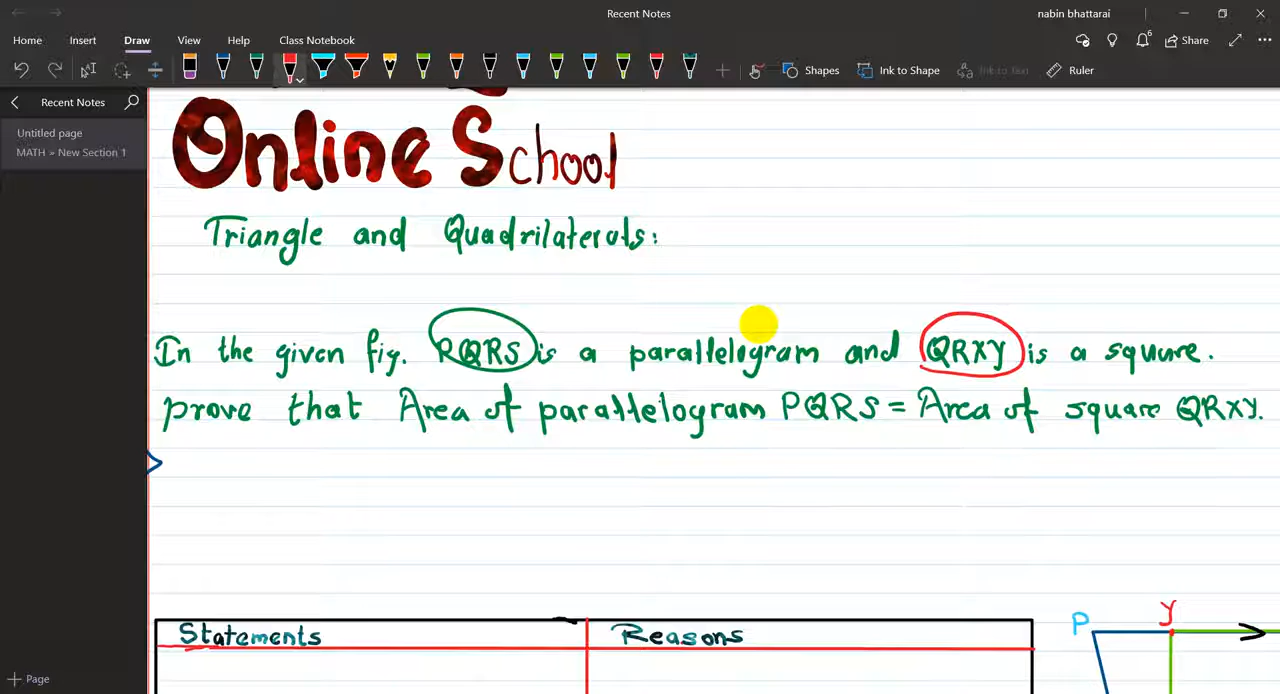 Recent Notes
nabin bhattarai
Home Insert Draw View Help Class Notebook
6
Share
Shapes
Ink to Shape
Ruler
Recent Notes
Untitled page
MATH » New Section 1
Online School
Triangle and Quadrilaterals:
In the given fig. PQRS is a parallelogram and QRXY is a square.
prove that Area of parallelogram PQRS = Area of square QRXY.
Statements Reasons
P Y
Page